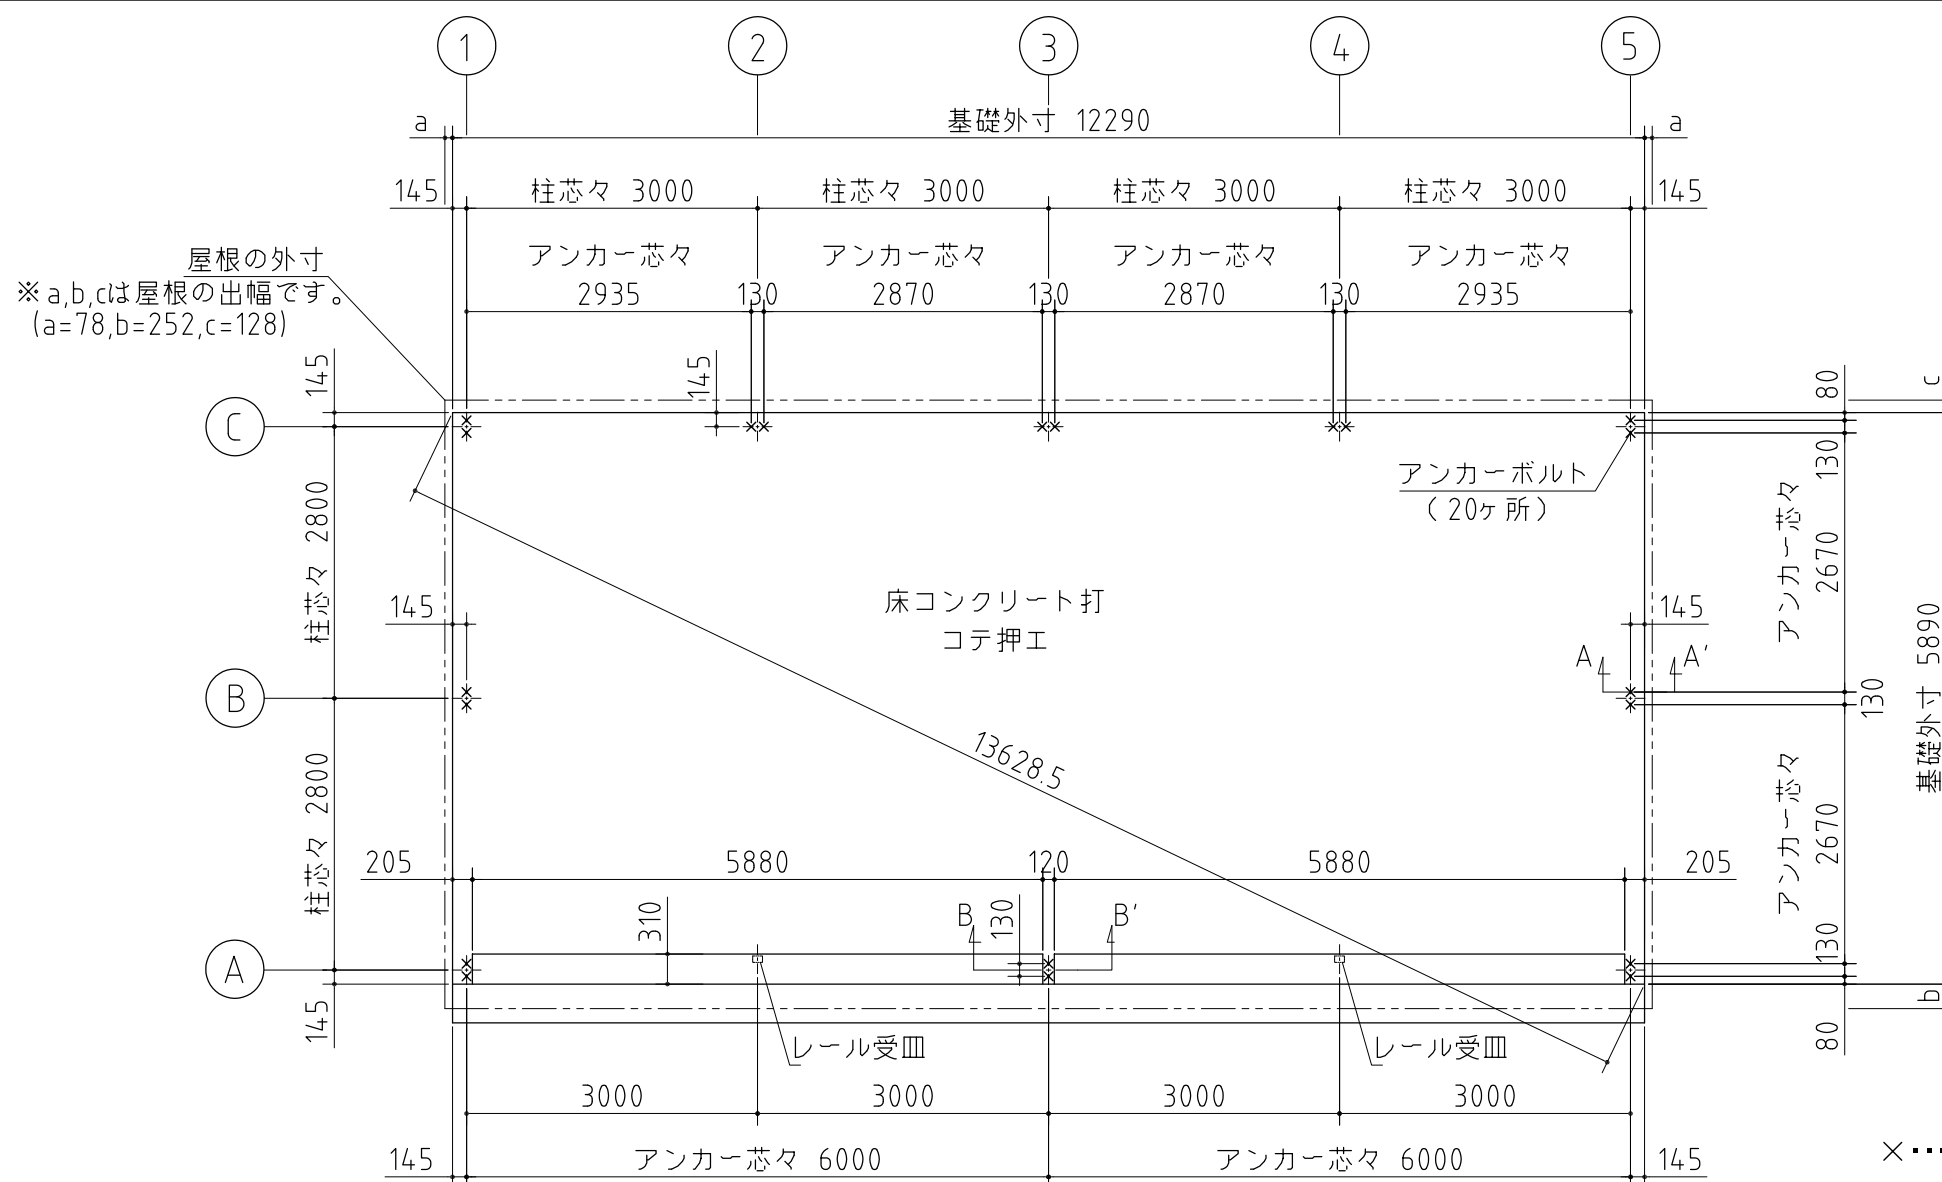 1 2 3 4 5
a 基礎外寸 12290 a
145 柱芯々 3000 柱芯々 3000 柱芯々 3000 柱芯々 3000 145
アンカー芯々 アンカー芯々 アンカー芯々 アンカー芯々
2935 130 2870 130 2870 130 2935
屋根の外寸
※a,b,cは屋根の出幅です。
(a=78,b=252,c=128)
145
145
80
c
C
アンカーボルト
(20ヶ所)
130
柱芯々 2800
アンカー芯々
2670
床コンクリート打
コテ押エ
145
145
A A'
B
130
基礎外寸 5890
13628.5
柱芯々 2800
アンカー芯々
2670
205 5880 120 5880 205
310
B 130 B'
130
A
145
b
80
レール受皿 レール受皿
3000 3000 3000 3000
145 アンカー芯々 6000 アンカー芯々 6000 145
×…